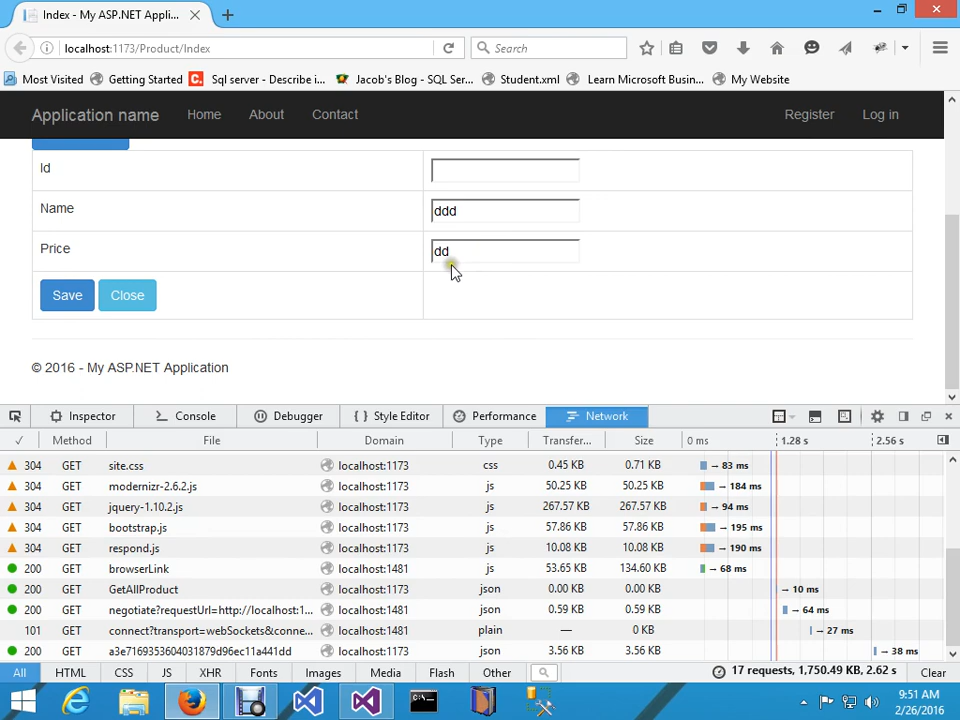 Index - My ASP.NET Appli...
localhost:1173/Product/Index
Search
Most Visited Getting Started Sql server - Describe i... Jacob's Blog - SQL Ser... Student.xml Learn Microsoft Busin... My Website
Application name Home About Contact Register Log in
Id
Name ddd
Price dd
Save Close
© 2016 - My ASP.NET Application
Inspector Console Debugger Style Editor Performance Network
✓ Method File Domain Type Transfer... Size 0 ms 1.28 s 2.56 s
304 GET site.css localhost:1173 css 0.45 KB 0.71 KB → 83 ms
304 GET modernizr-2.6.2.js localhost:1173 js 50.25 KB 50.25 KB → 184 ms
304 GET jquery-1.10.2.js localhost:1173 js 267.57 KB 267.57 KB → 94 ms
304 GET bootstrap.js localhost:1173 js 57.86 KB 57.86 KB → 195 ms
304 GET respond.js localhost:1173 js 10.08 KB 10.08 KB → 190 ms
200 GET browserLink localhost:1481 js 53.65 KB 134.60 KB → 68 ms
200 GET GetAllProduct localhost:1173 json 0.00 KB 0.00 KB → 10 ms
200 GET negotiate?requestUrl=http://localhost:1... localhost:1481 json 0.59 KB 0.59 KB → 64 ms
101 GET connect?transport=webSockets&conne... localhost:1481 plain — 0 KB → 27 ms
200 GET a3e7169353604031879d96ec11a441dd localhost:1481 json 3.56 KB 3.56 KB → 38 ms
All HTML CSS JS XHR Fonts Images Media Flash Other 17 requests, 1,750.49 KB, 2.62 s Clear
9:51 AM
2/26/2016